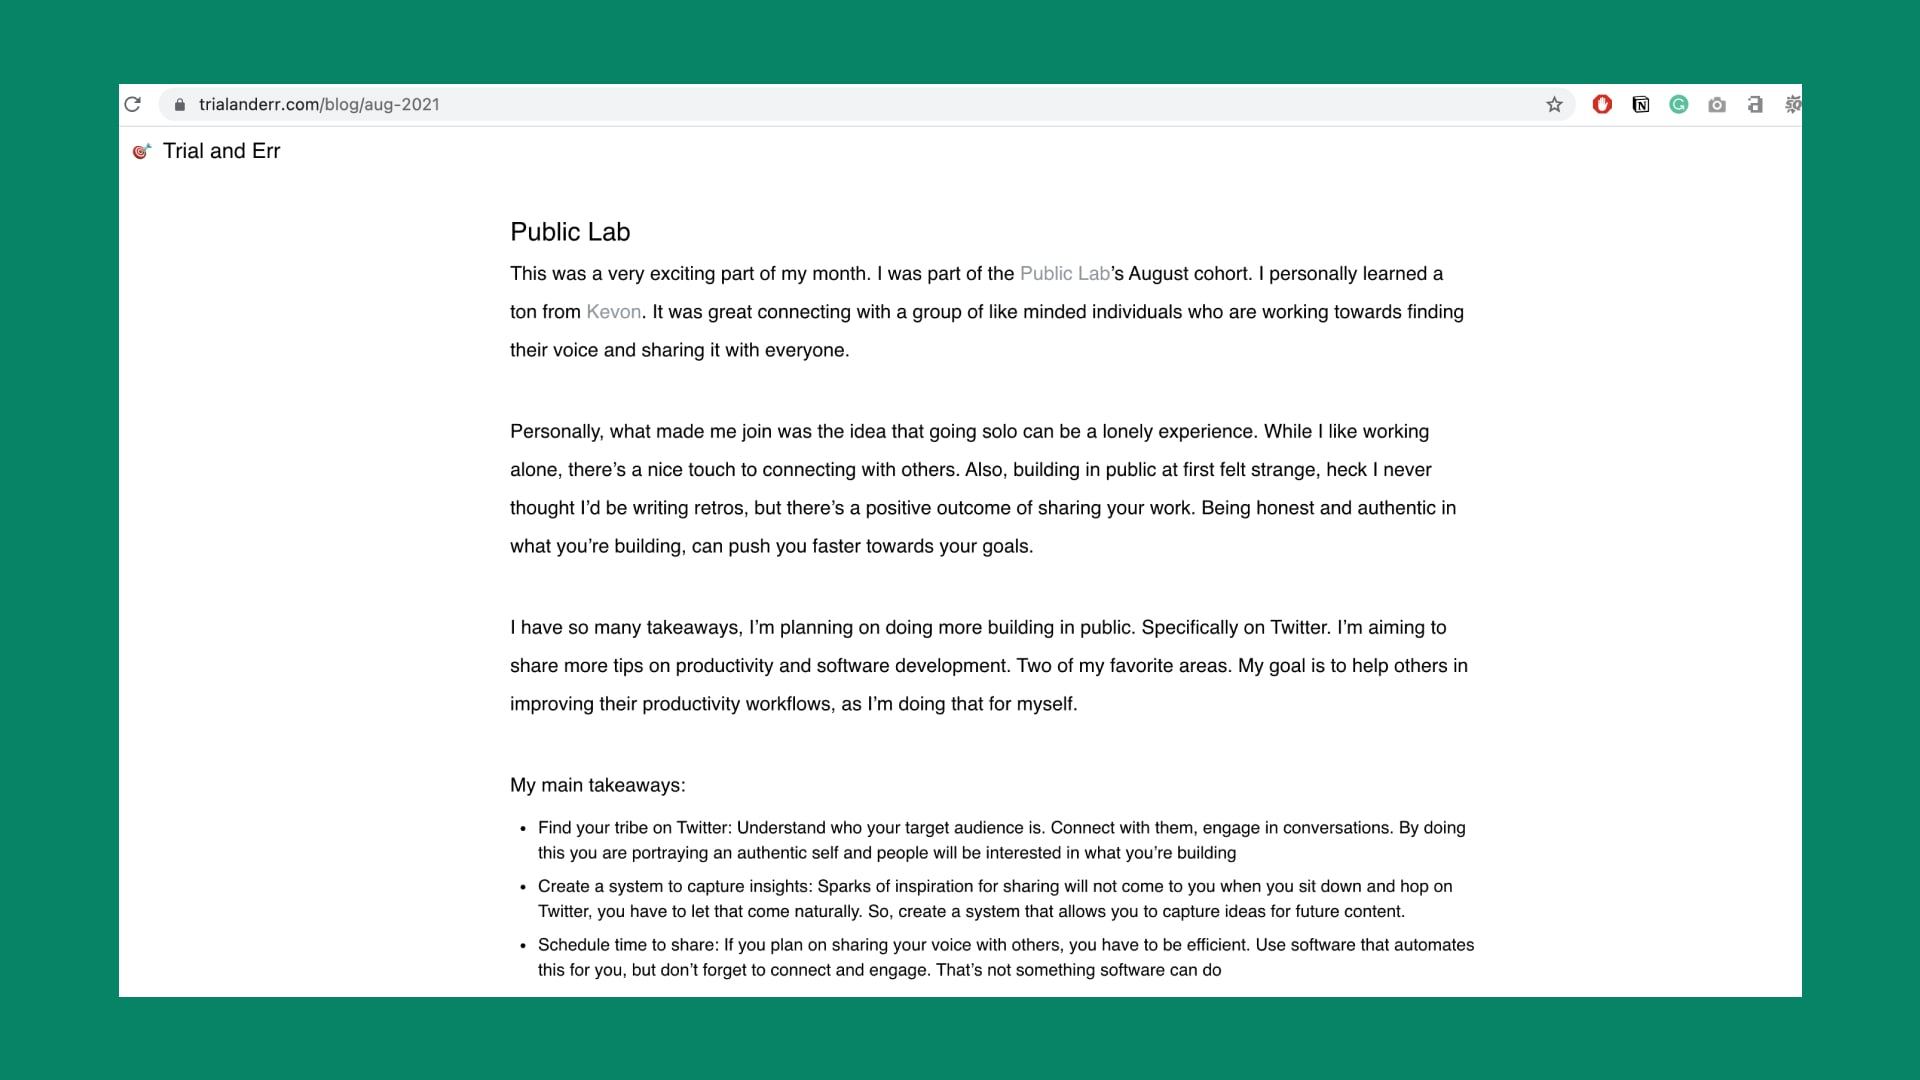 trialanderr.com/blog/aug-2021
Trial and Err
Public Lab
This was a very exciting part of my month. I was part of the Public Lab’s August cohort. I personally learned a
ton from Kevon. It was great connecting with a group of like minded individuals who are working towards finding
their voice and sharing it with everyone.
Personally, what made me join was the idea that going solo can be a lonely experience. While I like working
alone, there’s a nice touch to connecting with others. Also, building in public at first felt strange, heck I never
thought I’d be writing retros, but there’s a positive outcome of sharing your work. Being honest and authentic in
what you’re building, can push you faster towards your goals.
I have so many takeaways, I’m planning on doing more building in public. Specifically on Twitter. I’m aiming to
share more tips on productivity and software development. Two of my favorite areas. My goal is to help others in
improving their productivity workflows, as I’m doing that for myself.
My main takeaways:
• Find your tribe on Twitter: Understand who your target audience is. Connect with them, engage in conversations. By doing
this you are portraying an authentic self and people will be interested in what you’re building
• Create a system to capture insights: Sparks of inspiration for sharing will not come to you when you sit down and hop on
Twitter, you have to let that come naturally. So, create a system that allows you to capture ideas for future content.
• Schedule time to share: If you plan on sharing your voice with others, you have to be efficient. Use software that automates
this for you, but don’t forget to connect and engage. That’s not something software can do